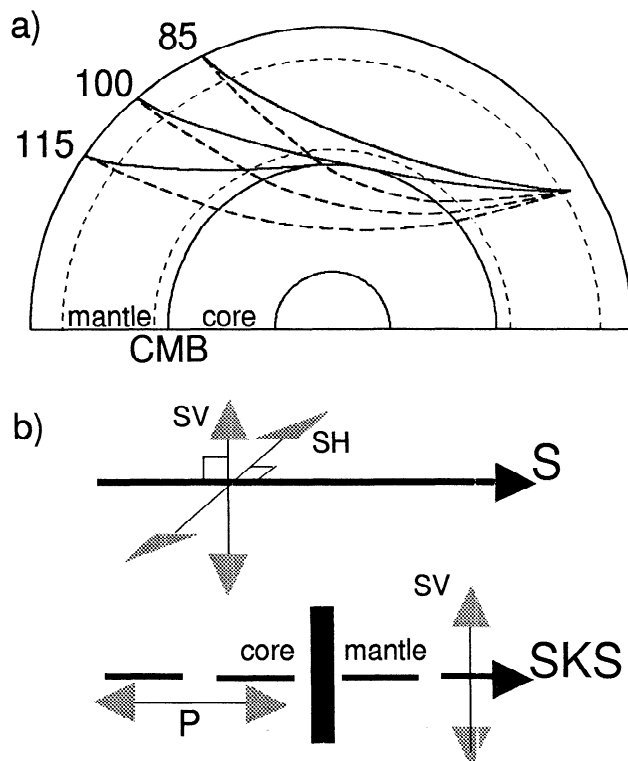 a)
85
100
115
mantle core
CMB
b)
SV
SH
S
SV
core mantle
SKS
P